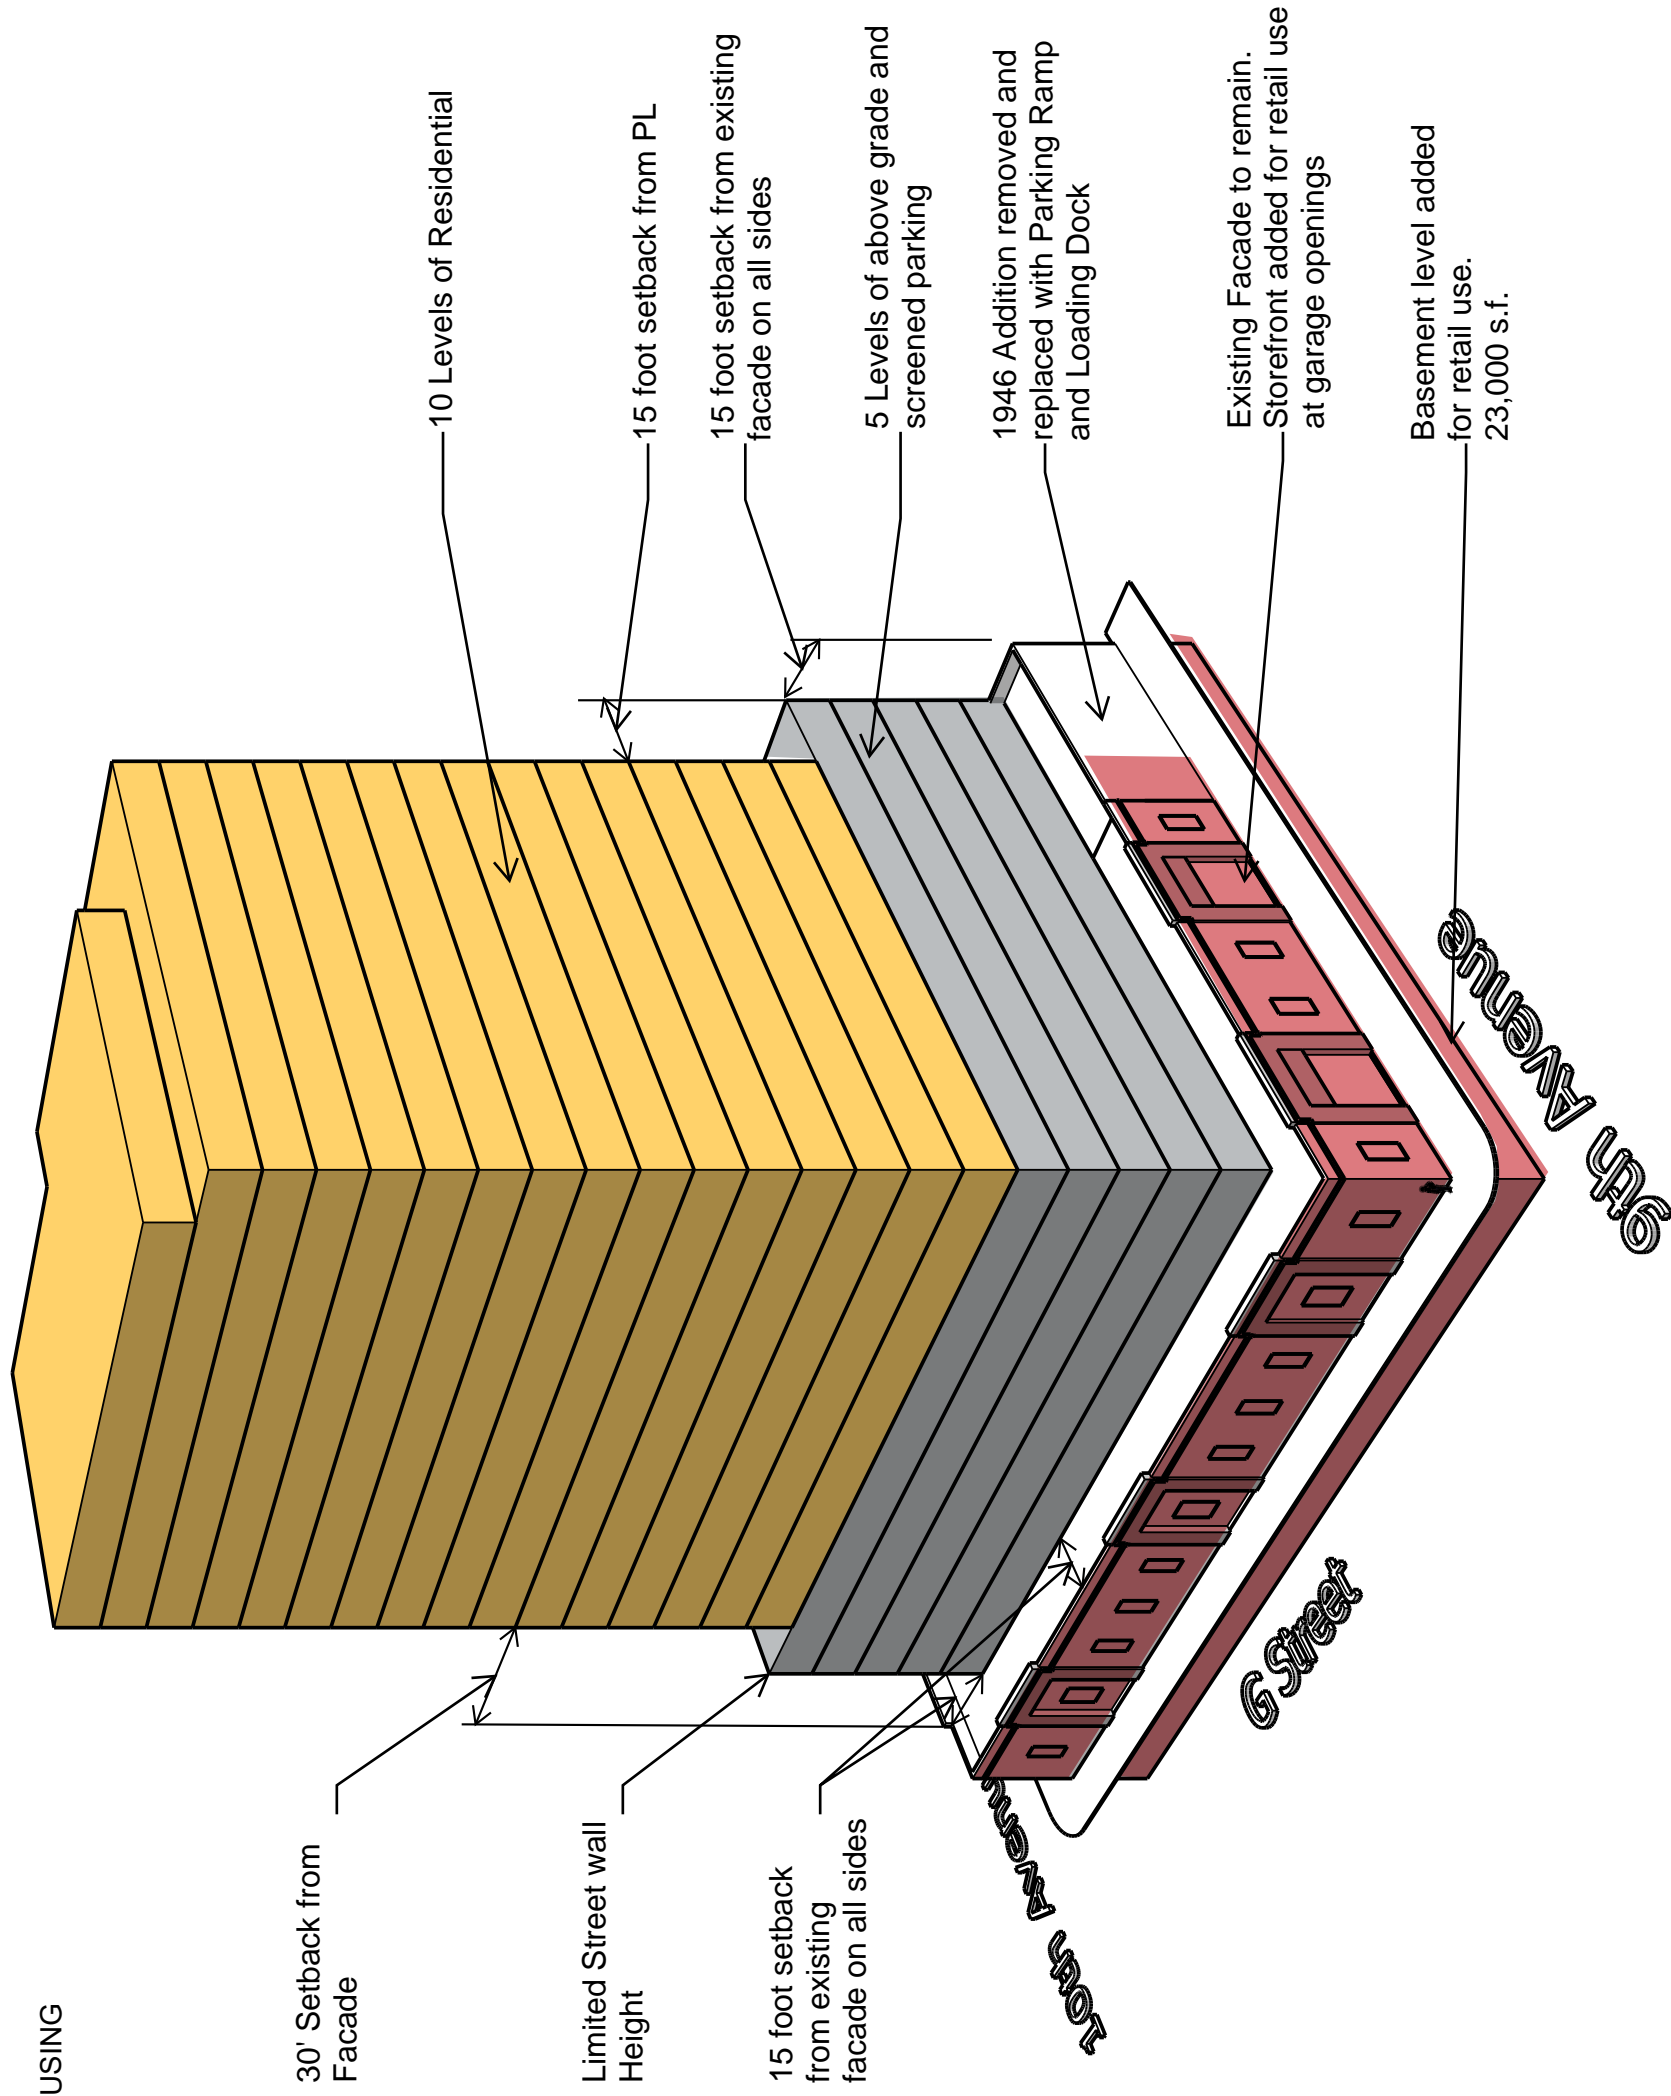 USING
30' Setback from
Facade
Limited Street wall
Height
15 foot setback
from existing
facade on all sides
10 Levels of Residential
15 foot setback from PL
15 foot setback from existing
facade on all sides
5 Levels of above grade and
screened parking
1946 Addition removed and
replaced with Parking Ramp
and Loading Dock
Existing Facade to remain.
Storefront added for retail use
at garage openings
Basement level added
for retail use.
23,000 s.f.
10th Avenu
G Street
9th Avenue